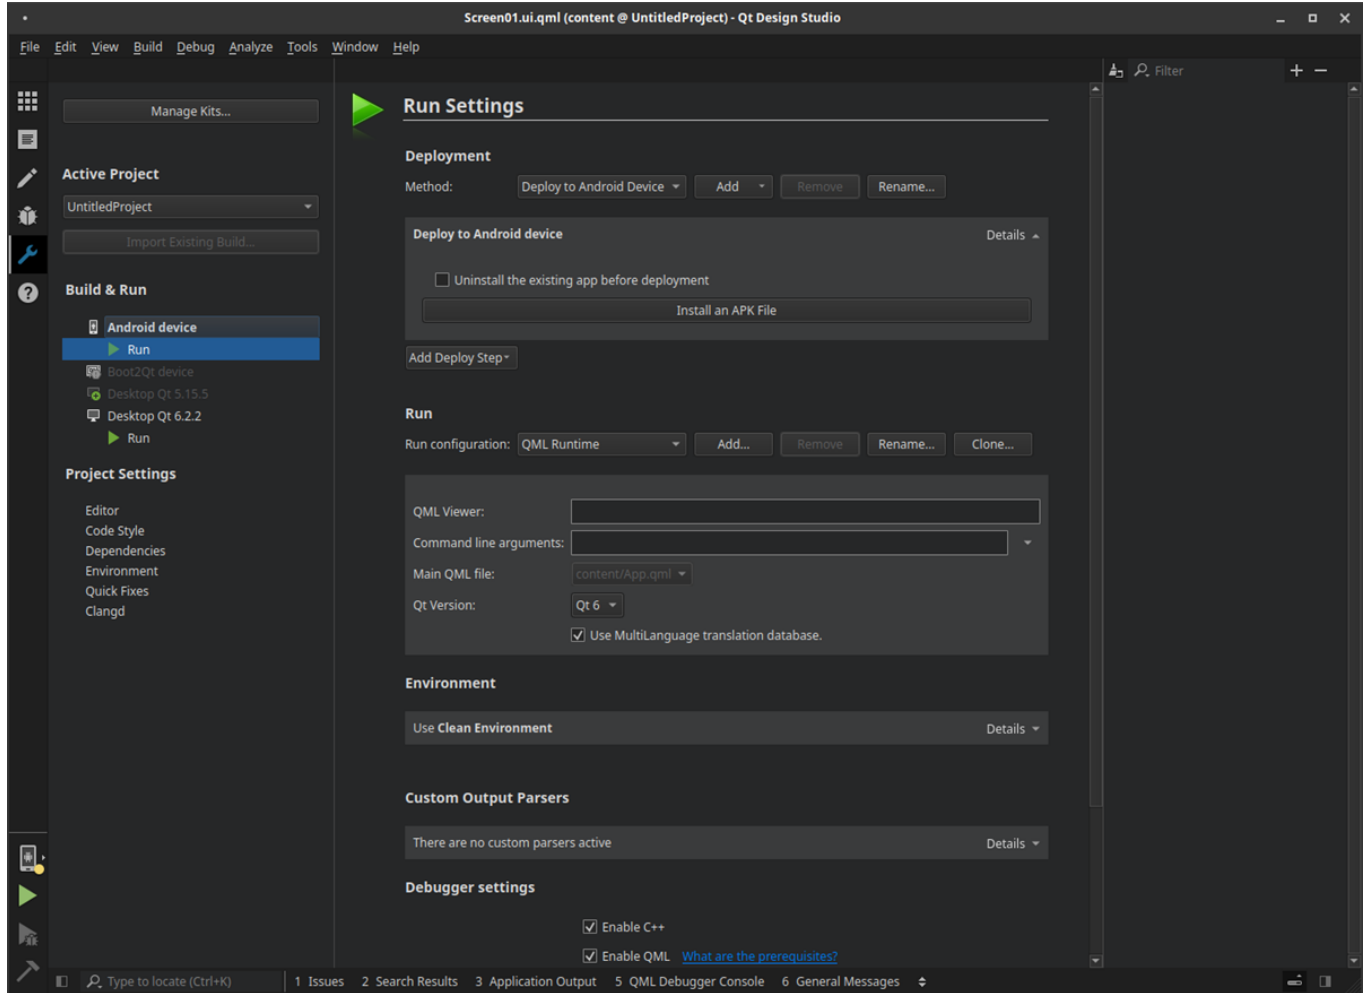 Screen01.ui.qml (content @ UntitledProject) - Qt Design Studio
File Edit View Build Debug Analyze Tools Window Help
Filter
Manage Kits...
Active Project
UntitledProject
Import Existing Build...
Build & Run
Android device
Run
Boot2Qt device
Desktop Qt 5.15.5
Desktop Qt 6.2.2
Run
Project Settings
Editor
Code Style
Dependencies
Environment
Quick Fixes
Clangd
Run Settings
Deployment
Method: Deploy to Android Device Add Remove Rename...
Deploy to Android device Details
Uninstall the existing app before deployment
Install an APK File
Add Deploy Step
Run
Run configuration: QML Runtime Add... Remove Rename... Clone...
QML Viewer:
Command line arguments:
Main QML file: content/App.qml
Qt Version: Qt 6
Use MultiLanguage translation database.
Environment
Use Clean Environment Details
Custom Output Parsers
There are no custom parsers active Details
Debugger settings
Enable C++
Enable QML What are the prerequisites?
Type to locate (Ctrl+K) 1 Issues 2 Search Results 3 Application Output 5 QML Debugger Console 6 General Messages